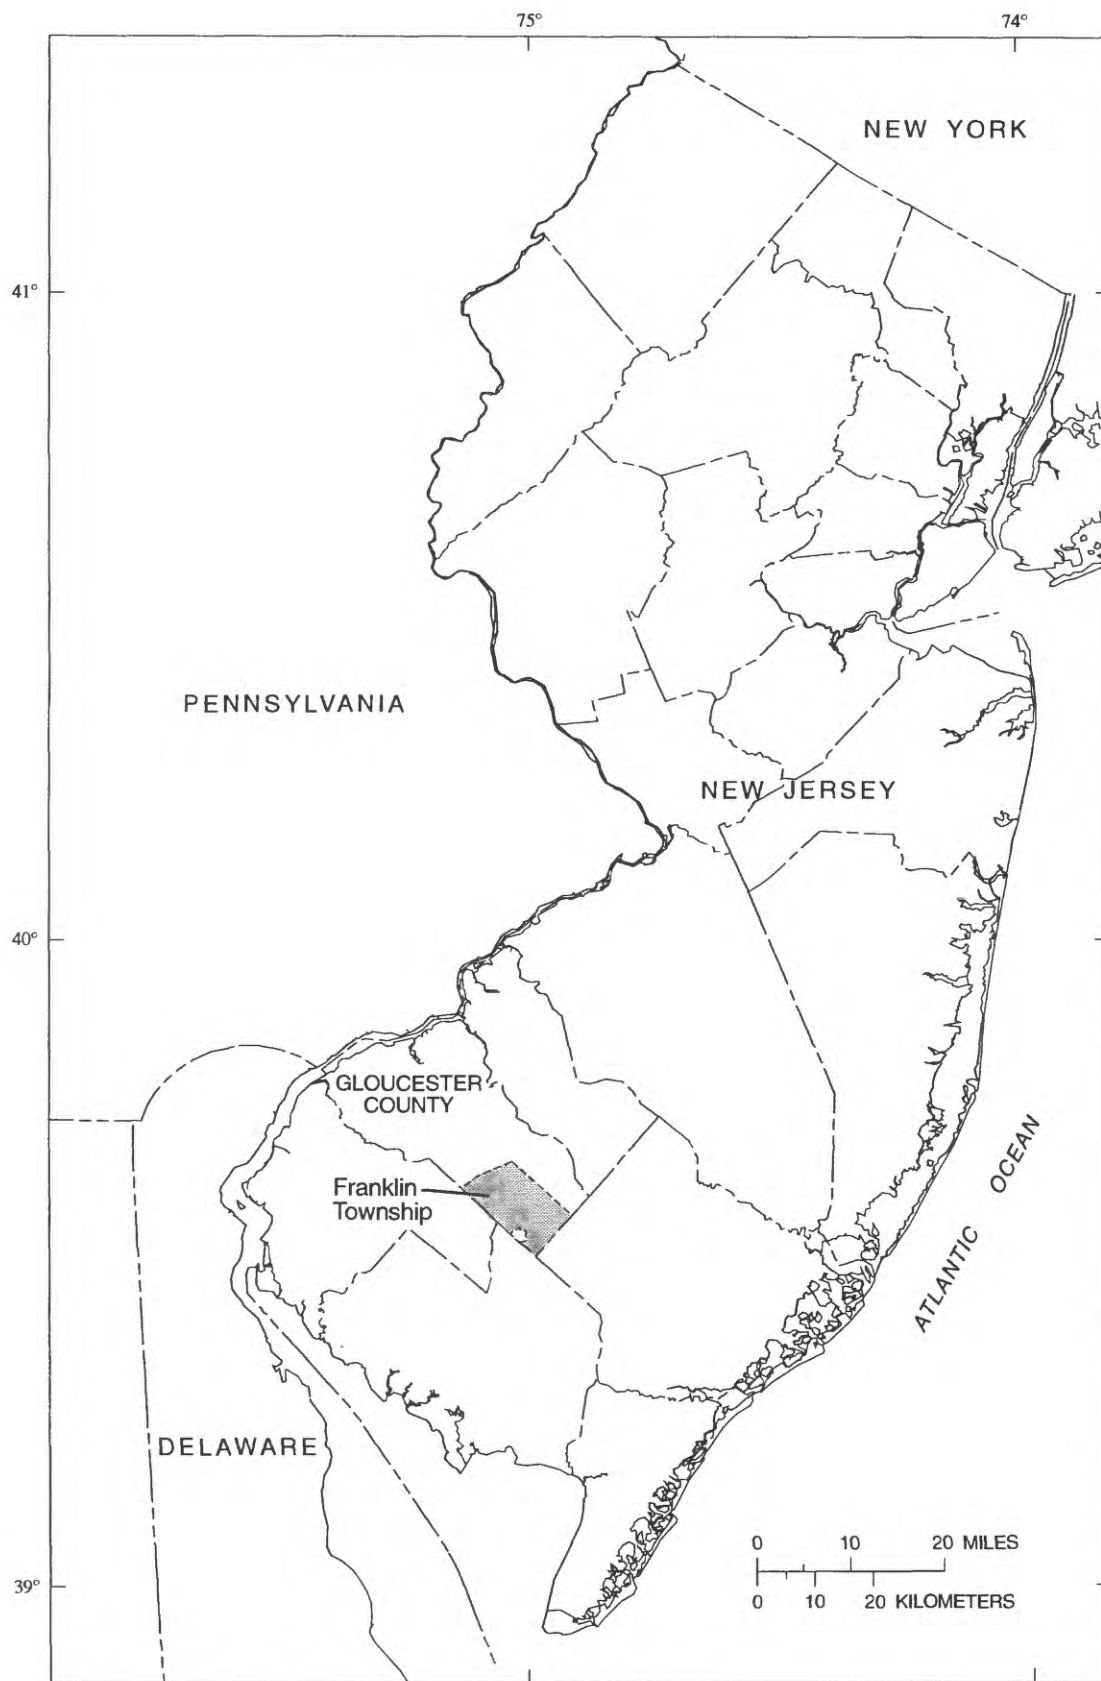 75° 74°
NEW YORK
41°
PENNSYLVANIA
NEW JERSEY
40°
GLOUCESTER
COUNTY
Franklin
Township
ATLANTIC OCEAN
DELAWARE
0 10 20 MILES
39°
0 10 20 KILOMETERS